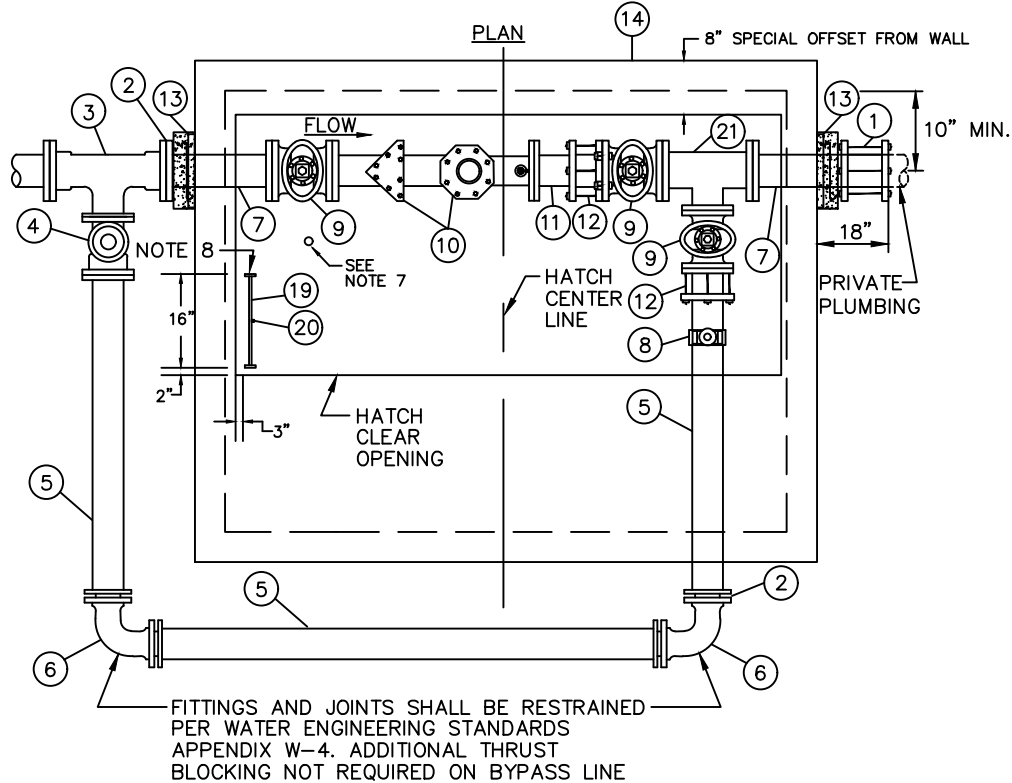 PLAN
14
8" SPECIAL OFFSET FROM WALL
3
2
13
FLOW
21
13
1
10" MIN.
4
7
9
10
11
12
9
7
18"
NOTE 8
SEE
NOTE 7
9
HATCH
CENTER
LINE
PRIVATE
PLUMBING
16"
19
20
12
8
2"
3"
HATCH
CLEAR
OPENING
5
5
5
2
6
6
FITTINGS AND JOINTS SHALL BE RESTRAINED
PER WATER ENGINEERING STANDARDS
APPENDIX W-4. ADDITIONAL THRUST
BLOCKING NOT REQUIRED ON BYPASS LINE